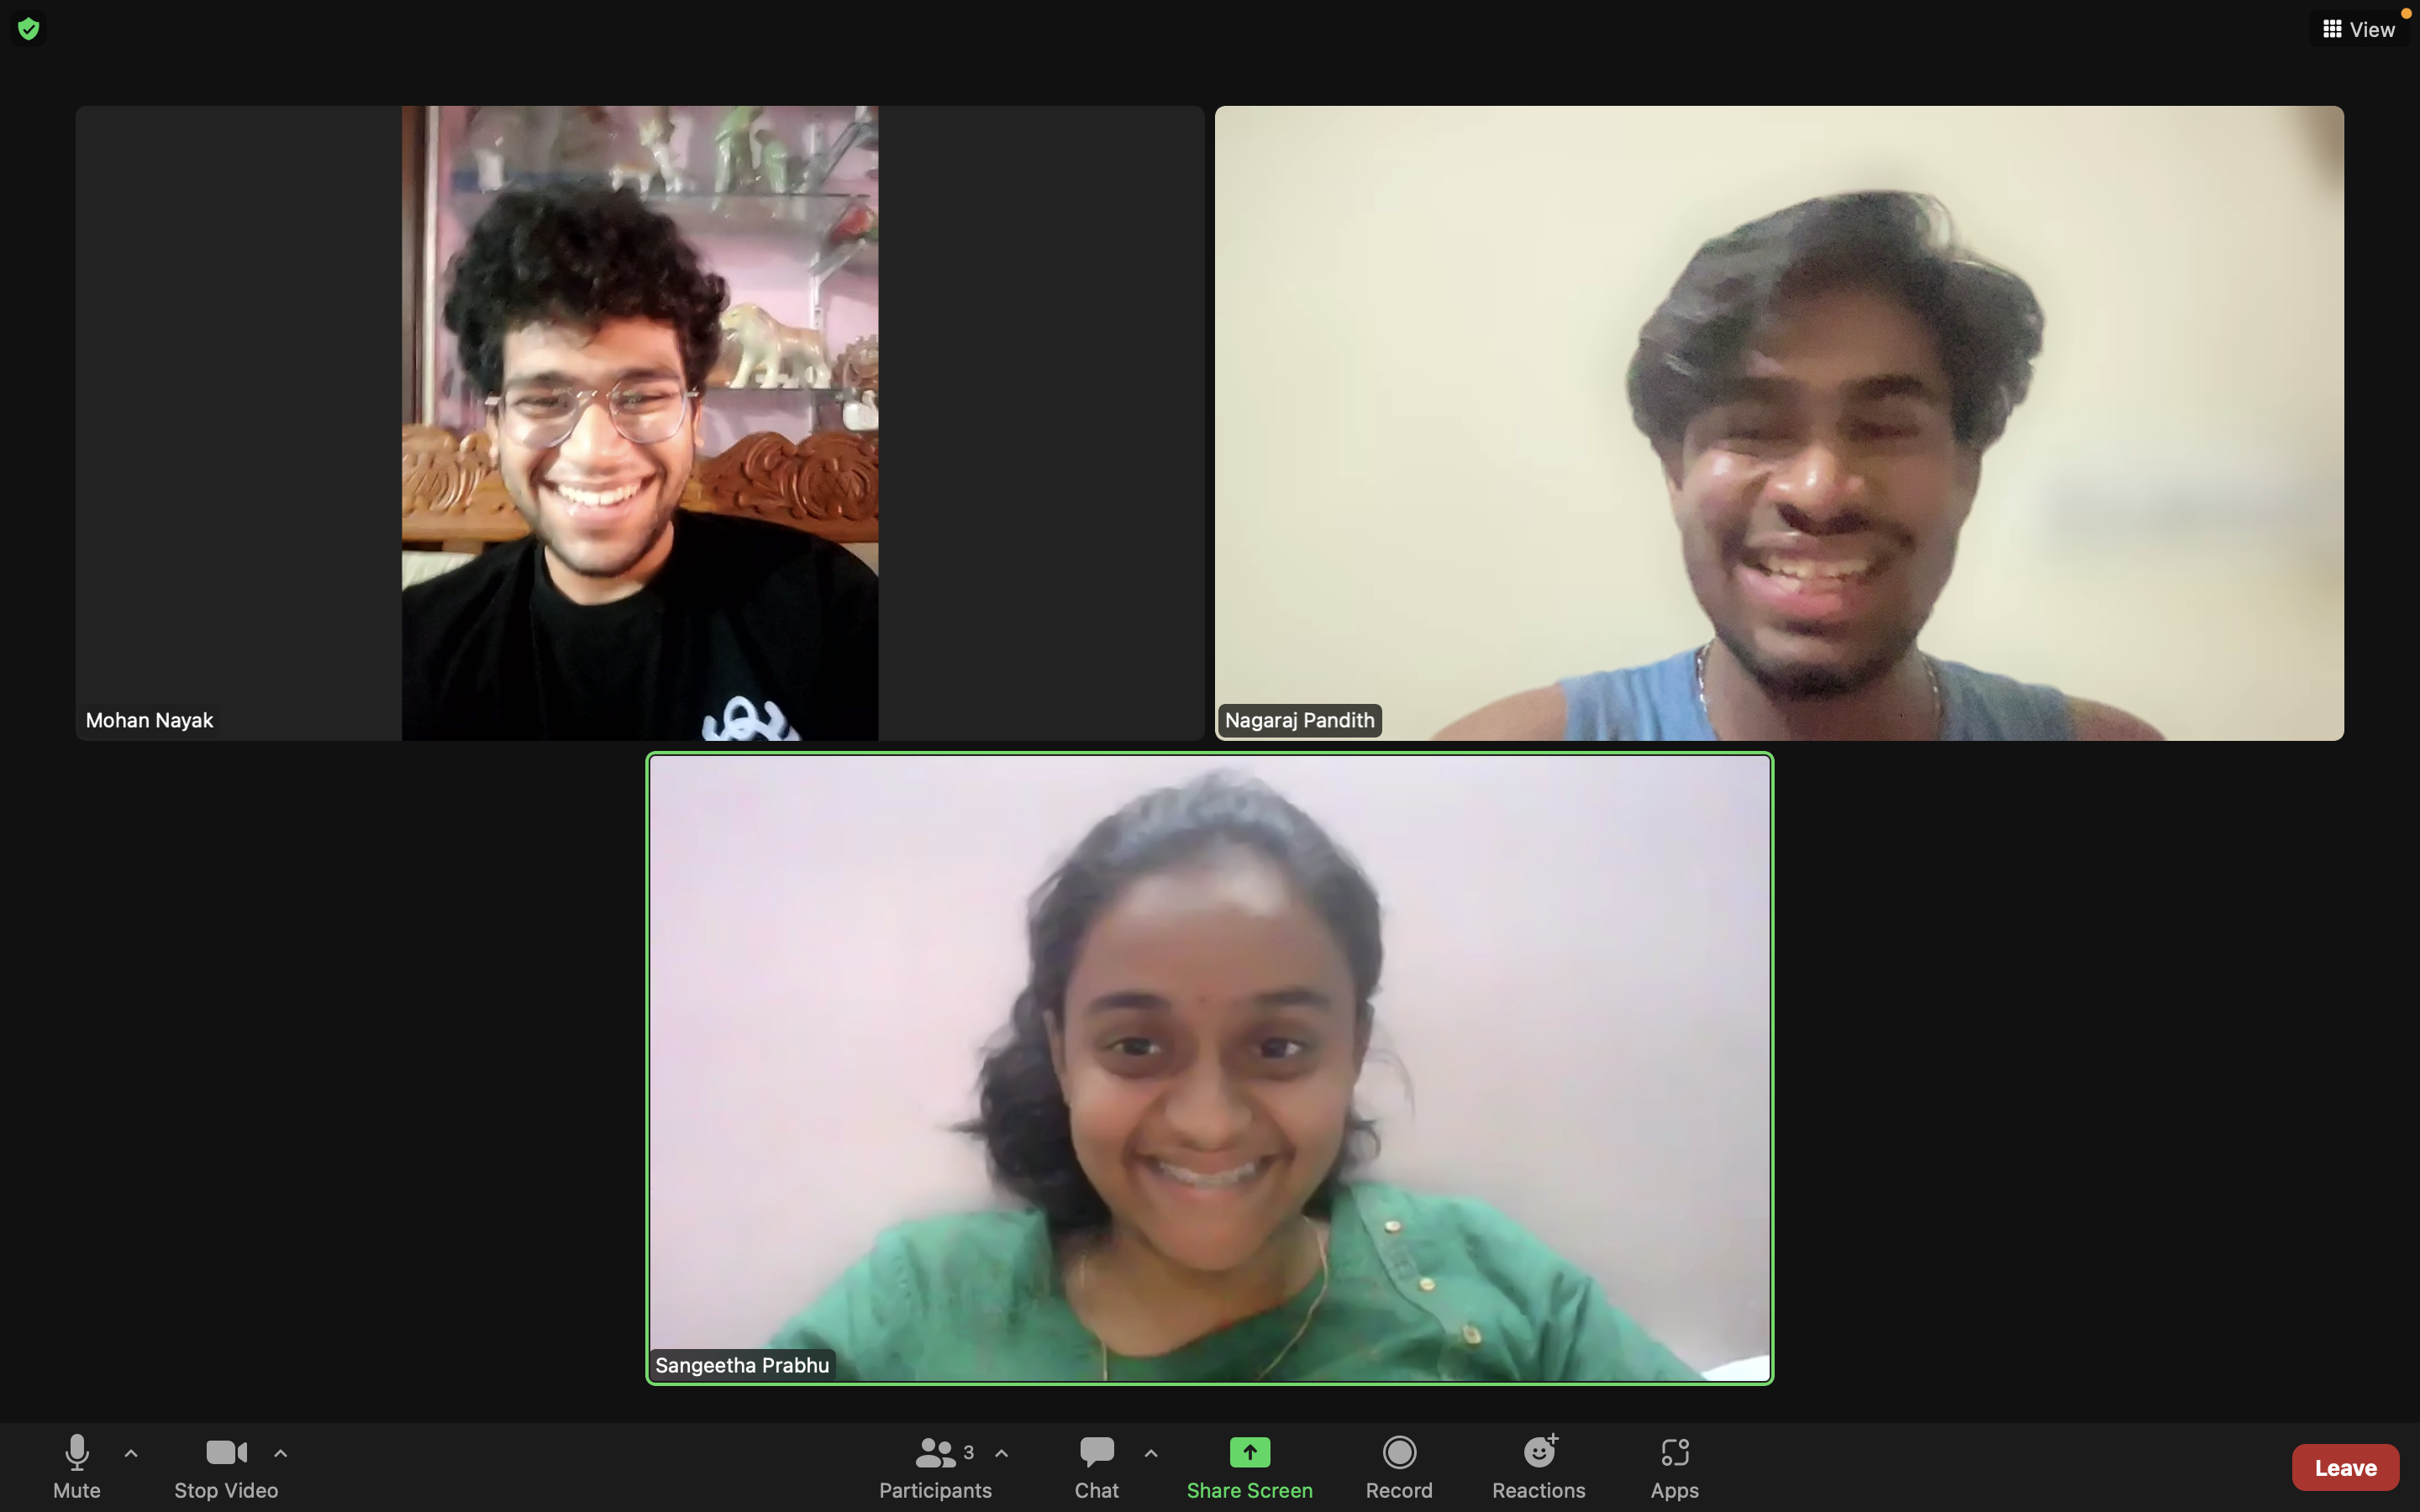 View
Mohan Nayak
Nagaraj Pandith
Sangeetha Prabhu
Mute
Stop Video
3
Participants
Chat
Share Screen
Record
Reactions
Apps
Leave